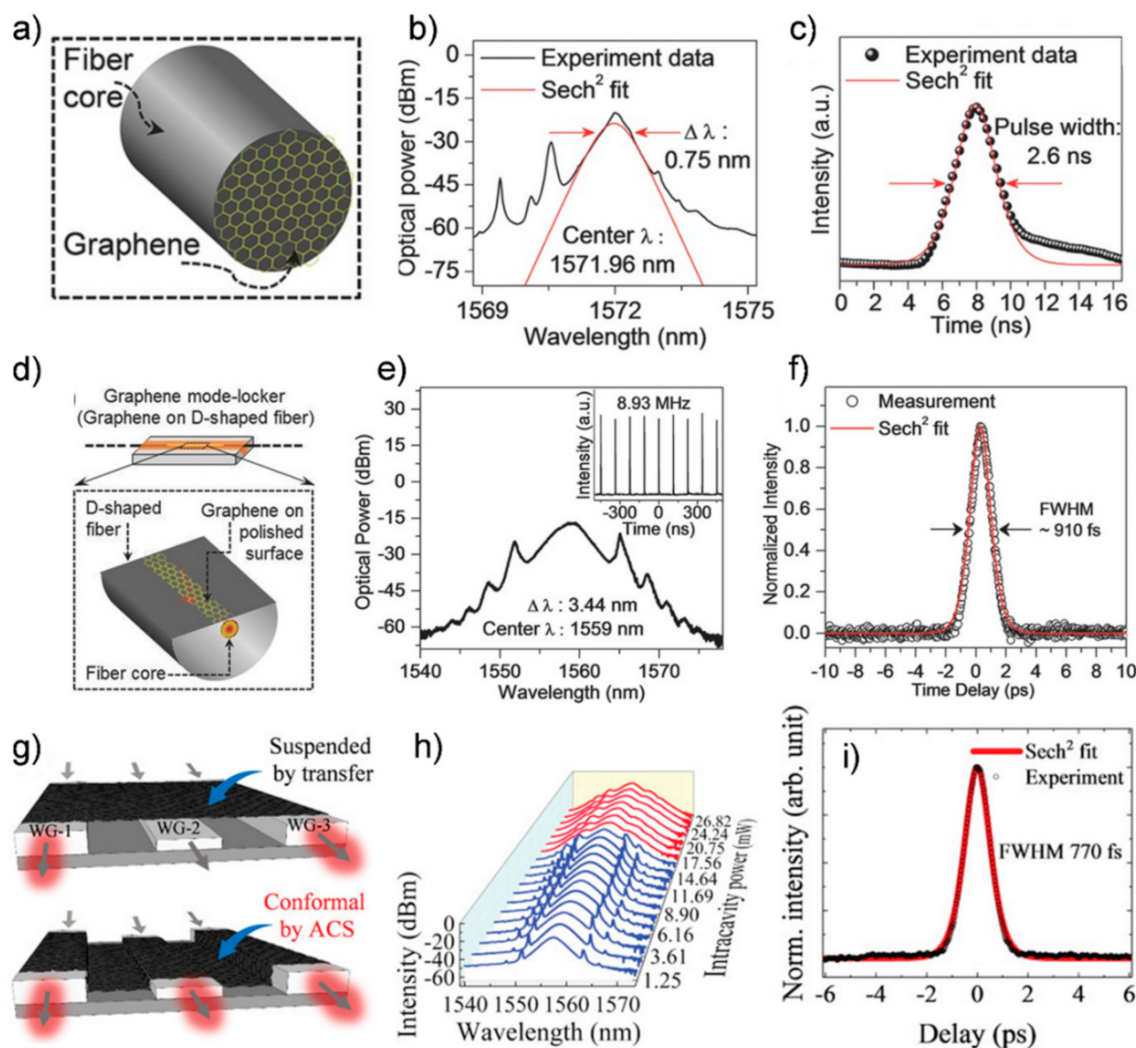 a)
Fiber
core
Graphene
b)
Optical power (dBm)
0
-15
-30
-45
-60
-75
Experiment data
Sech² fit
Δ λ :
0.75 nm
Center λ :
1571.96 nm
1569
1572
1575
Wavelength (nm)
c)
Intensity (a.u.)
Experiment data
Sech² fit
Pulse width:
2.6 ns
0 2 4 6 8 10 12 14 16
Time (ns)
d)
Graphene mode-locker
(Graphene on D-shaped fiber)
D-shaped
fiber
Graphene on
polished
surface
Fiber core
e)
Optical Power (dBm)
30
15
0
-15
-30
-45
-60
8.93 MHz
Intensity (a.u.)
-300 0 300
Time (ns)
Δ λ : 3.44 nm
Center λ : 1559 nm
1540 1550 1560 1570
Wavelength (nm)
f)
Normalized Intensity
1.0
0.8
0.6
0.4
0.2
0.0
Measurement
Sech² fit
FWHM
~ 910 fs
-10 -8 -6 -4 -2 0 2 4 6 8 10
Time Delay (ps)
g)
Suspended
by transfer
WG-1
WG-2
WG-3
Conformal
by ACS
h)
Intensity (dBm)
0
-20
-40
-60
1540 1550 1560 1570
Wavelength (nm)
26.82
24.24
20.75
17.56
14.64
11.69
8.90
6.16
3.61
1.25
Intracavity power (mW)
i)
Norm. intensity (arb. unit)
Sech² fit
Experiment
FWHM 770 fs
-6 -4 -2 0 2 4 6
Delay (ps)